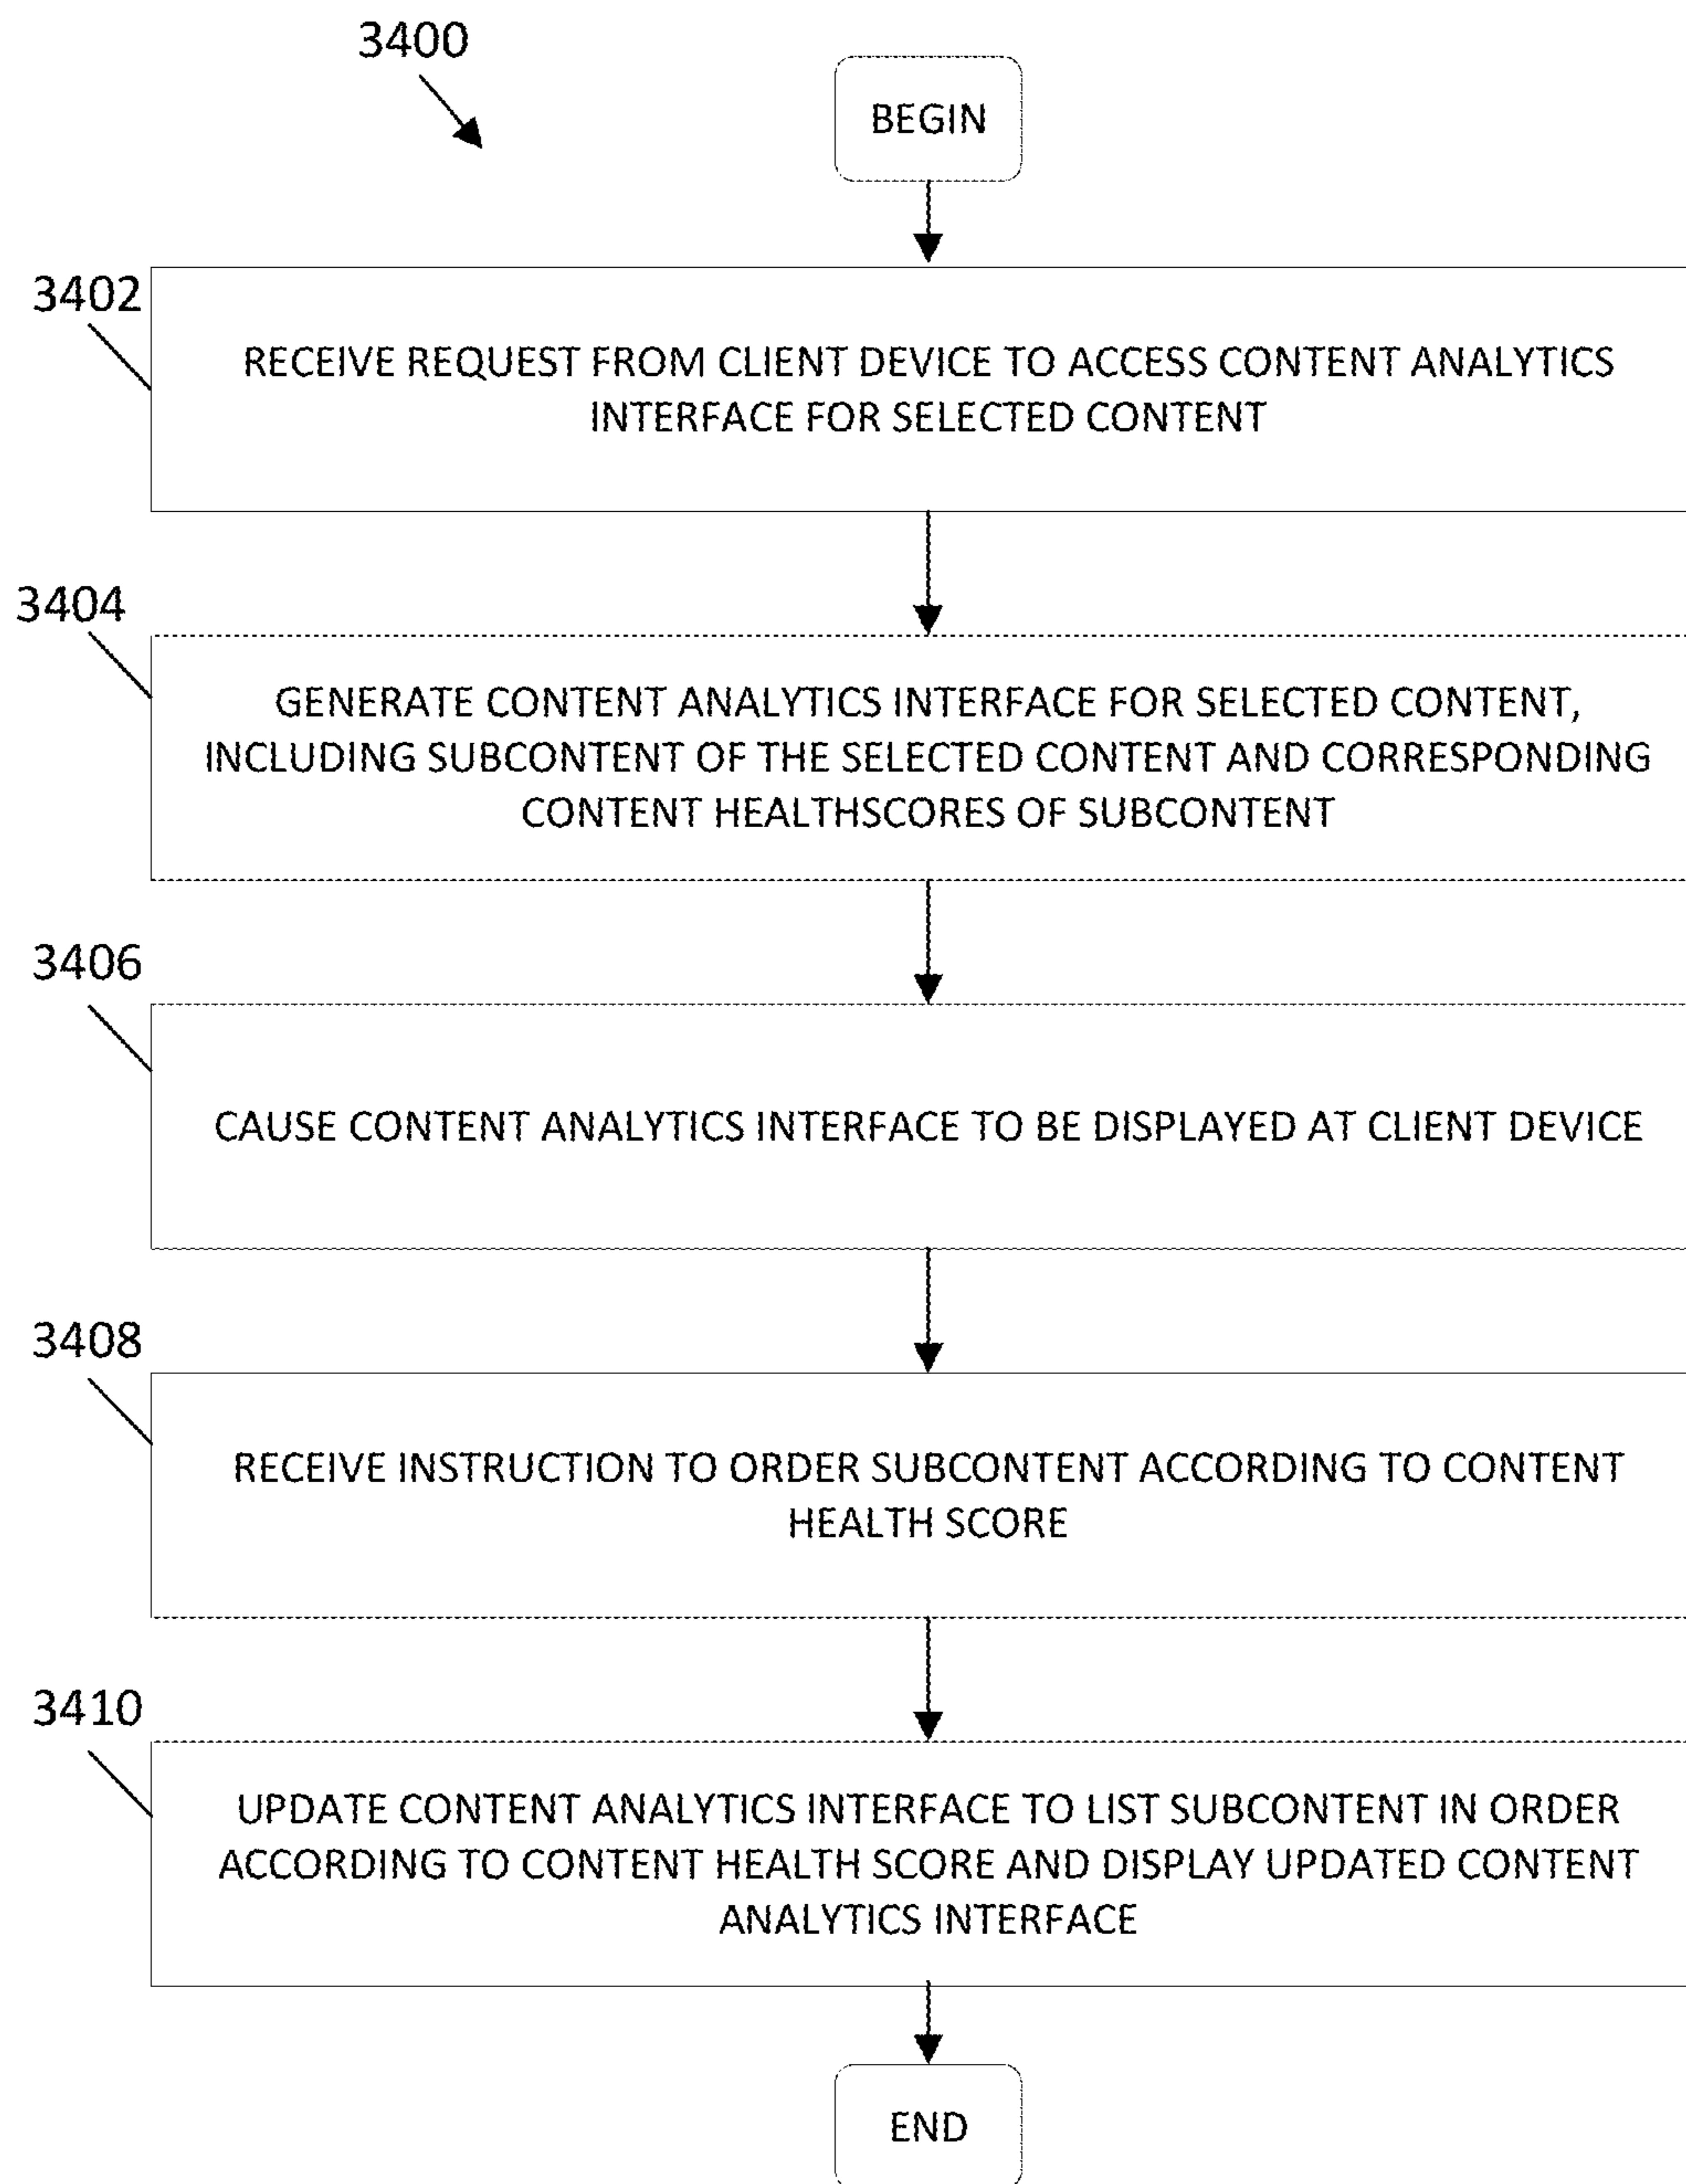 3400
BEGIN
3402
RECEIVE REQUEST FROM CLIENT DEVICE TO ACCESS CONTENT ANALYTICS
INTERFACE FOR SELECTED CONTENT
3404
GENERATE CONTENT ANALYTICS INTERFACE FOR SELECTED CONTENT,
INCLUDING SUBCONTENT OF THE SELECTED CONTENT AND CORRESPONDING
CONTENT HEALTHSCORES OF SUBCONTENT
3406
CAUSE CONTENT ANALYTICS INTERFACE TO BE DISPLAYED AT CLIENT DEVICE
3408
RECEIVE INSTRUCTION TO ORDER SUBCONTENT ACCORDING TO CONTENT
HEALTH SCORE
3410
UPDATE CONTENT ANALYTICS INTERFACE TO LIST SUBCONTENT IN ORDER
ACCORDING TO CONTENT HEALTH SCORE AND DISPLAY UPDATED CONTENT
ANALYTICS INTERFACE
END